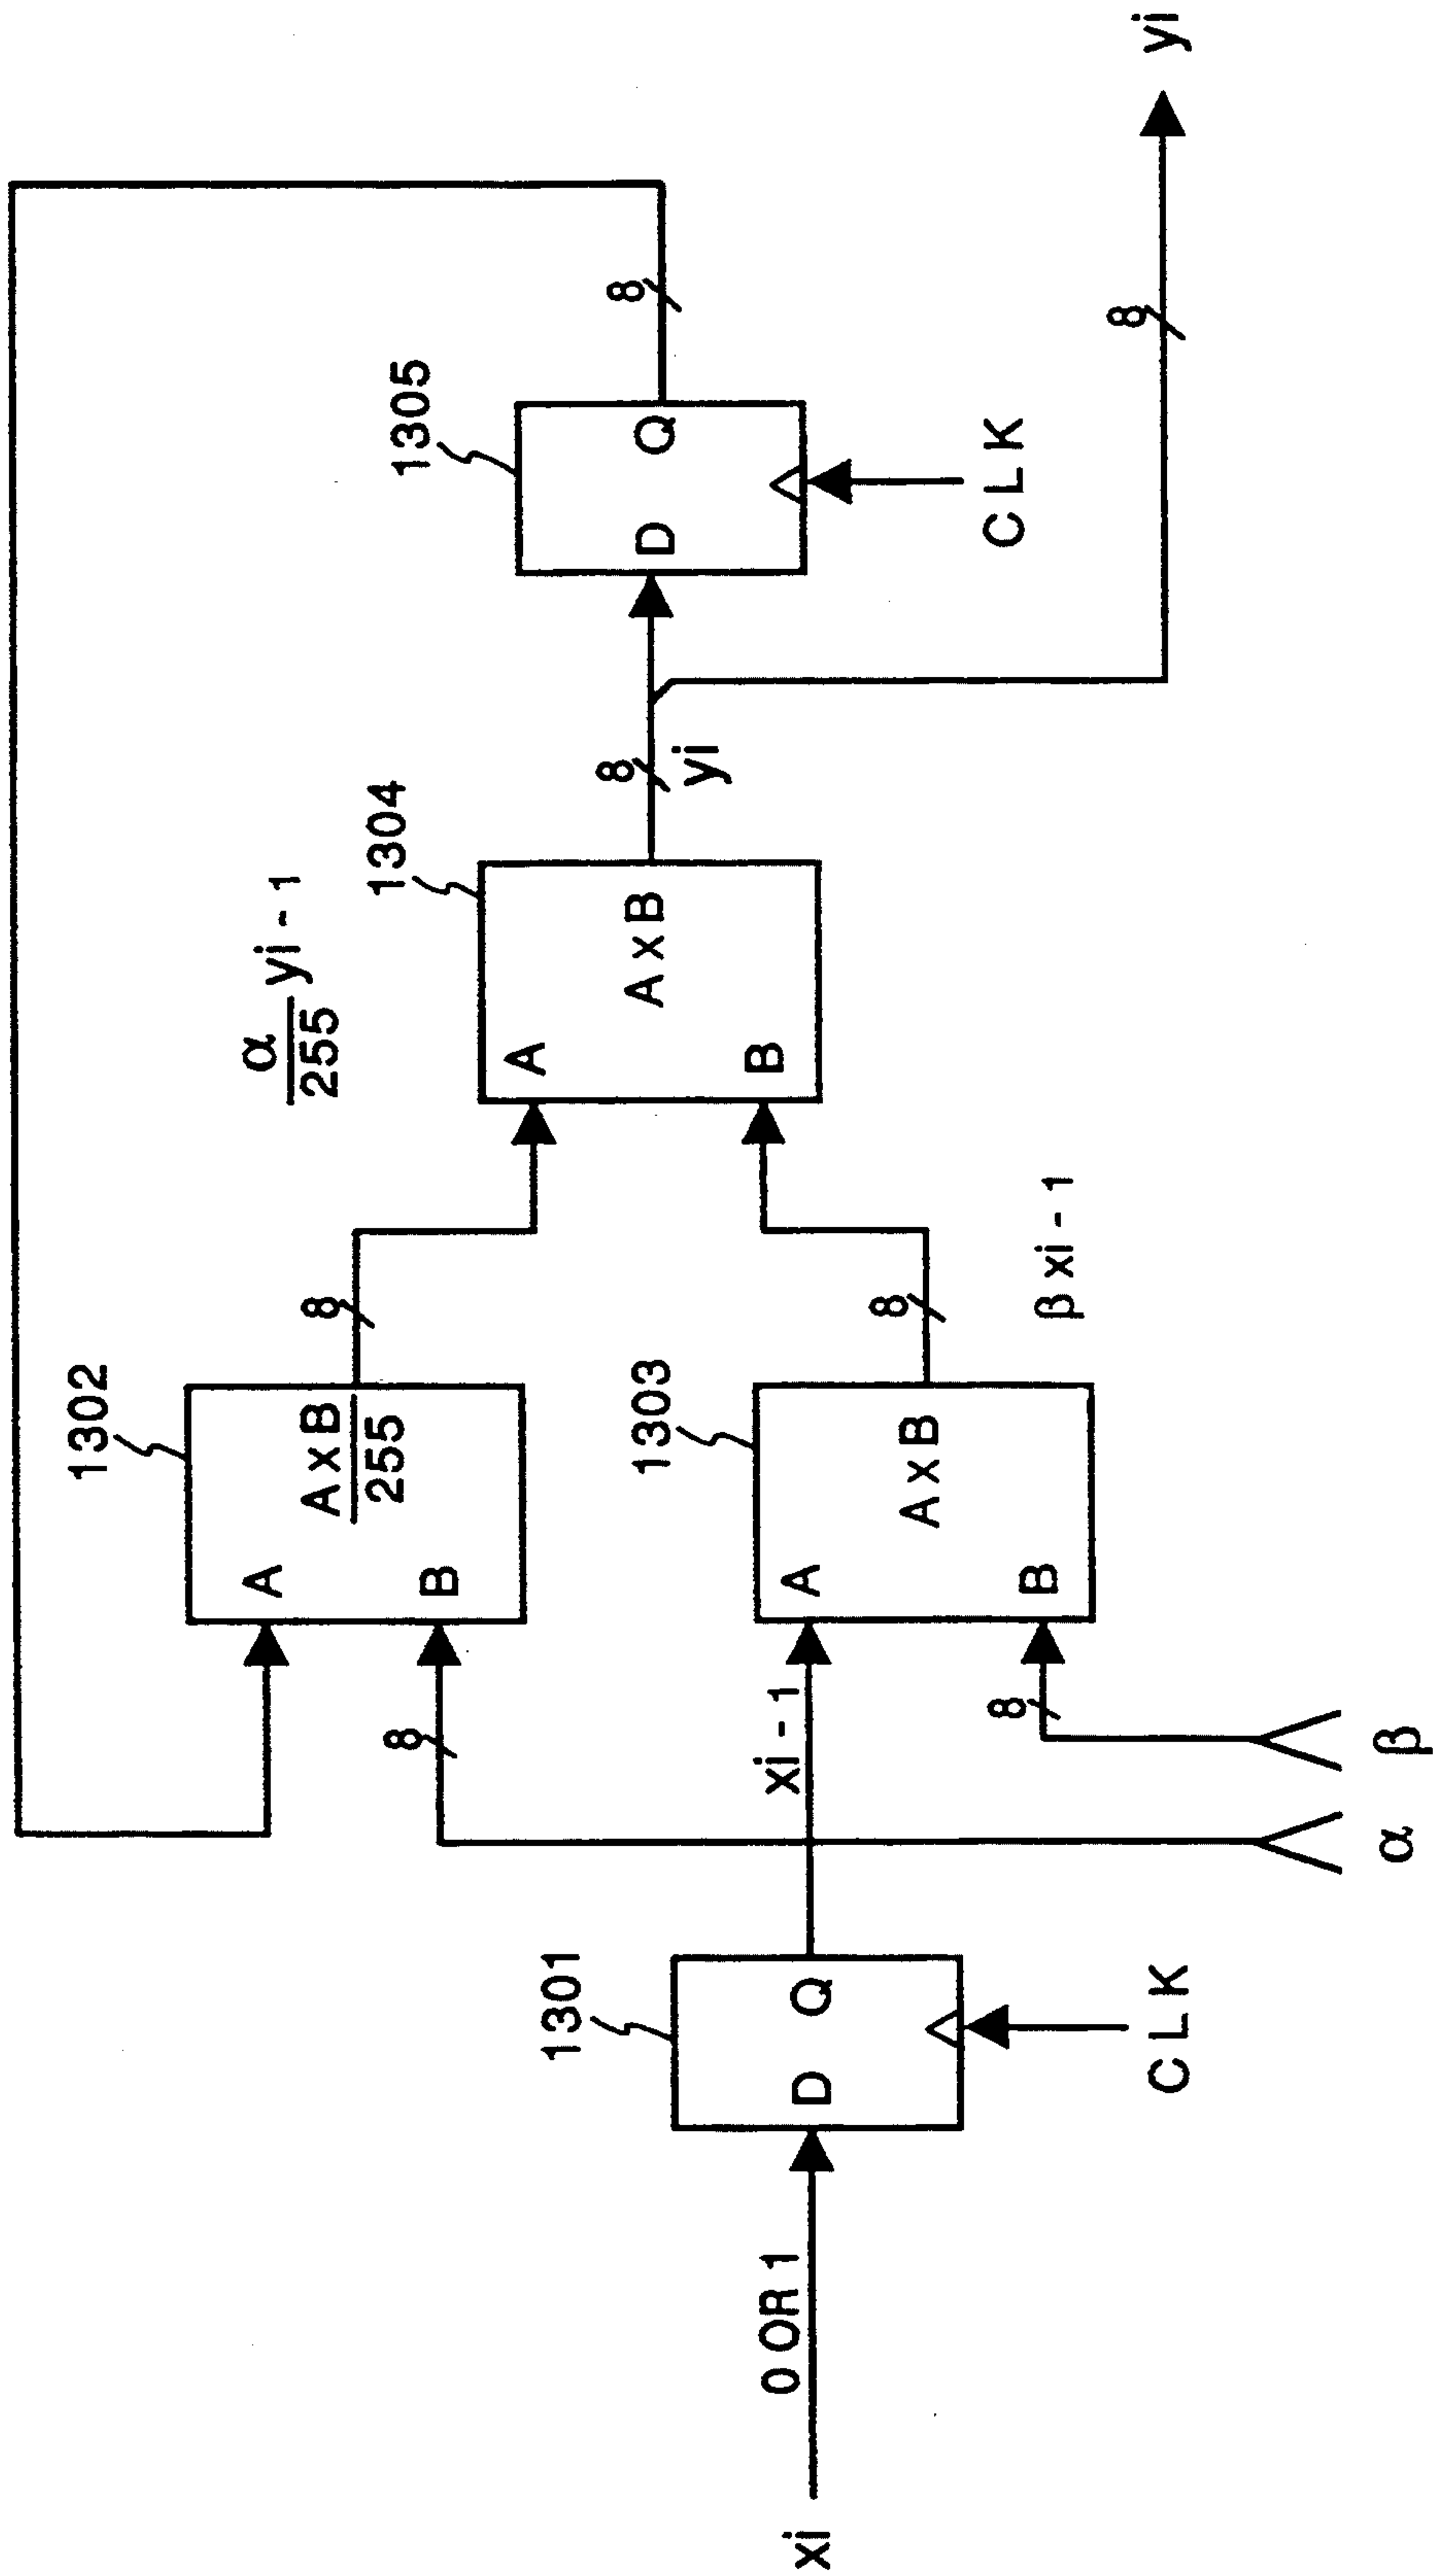 1305
8
D Q
CLK
8
yi
1304
α
255
yi - 1
A
A x B
B
8
yi
1302
A
A x B
255
B
8
8
1303
A
A x B
B
8
β xi - 1
8
xi - 1
α
β
1301
D Q
CLK
0 OR 1
xi